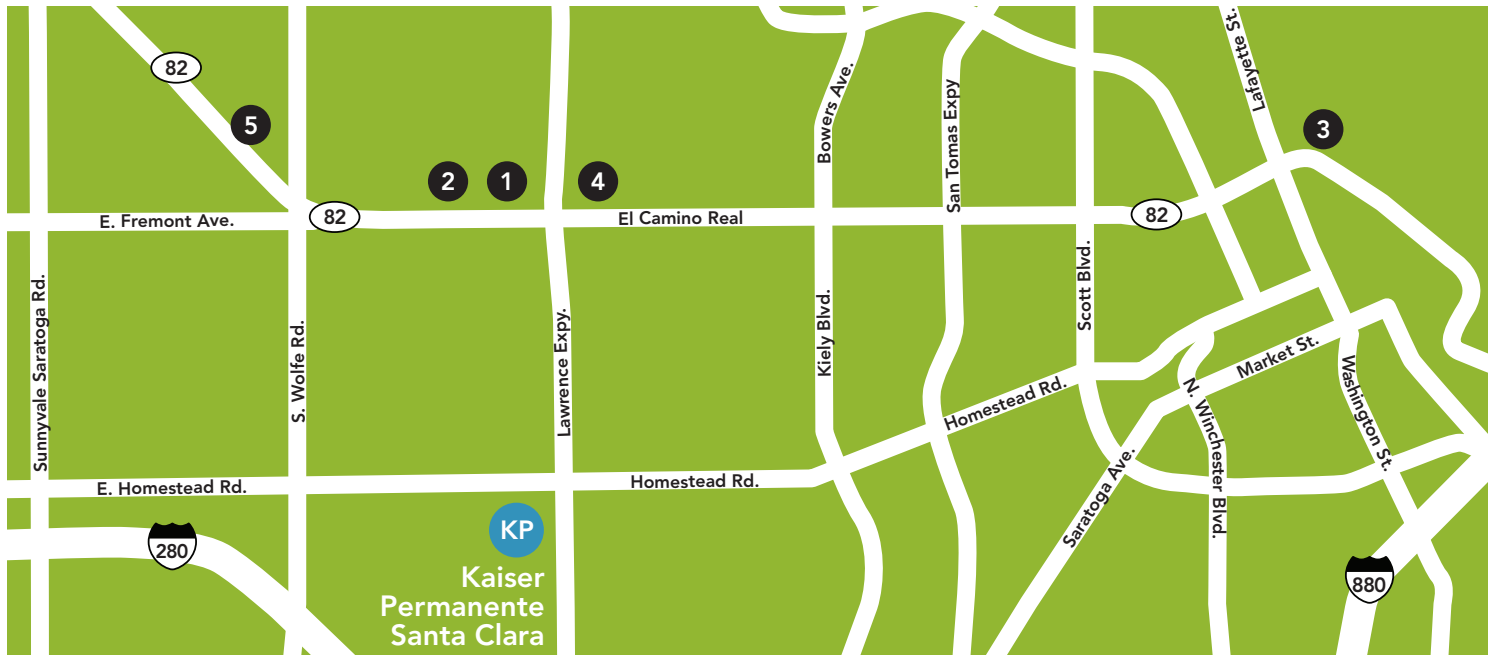 Lafayette St.
82
Bowers Ave.
San Tomas Expy
5
3
2
1
4
E. Fremont Ave.
82
El Camino Real
82
Sunnyvale Saratoga Rd.
S. Wolfe Rd.
Lawrence Expy.
Kiely Blvd.
Scott Blvd.
Market St.
Washington St.
N. Winchester Blvd.
Homestead Rd.
Saratoga Ave.
E. Homestead Rd.
Homestead Rd.
280
KP
Kaiser
Permanente
Santa Clara
880